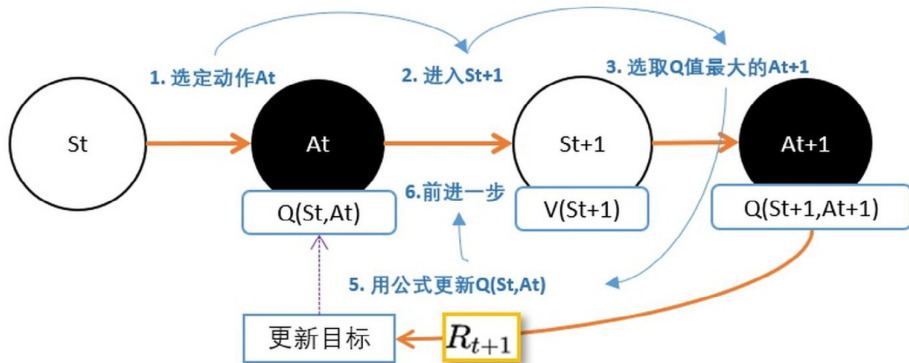 1. 选定动作At
2. 进入St+1
3. 选取Q值最大的At+1
St
At
St+1
At+1
Q(St,At)
6.前进一步
V(St+1)
Q(St+1,At+1)
5. 用公式更新Q(St,At)
更新目标
R_{t+1}